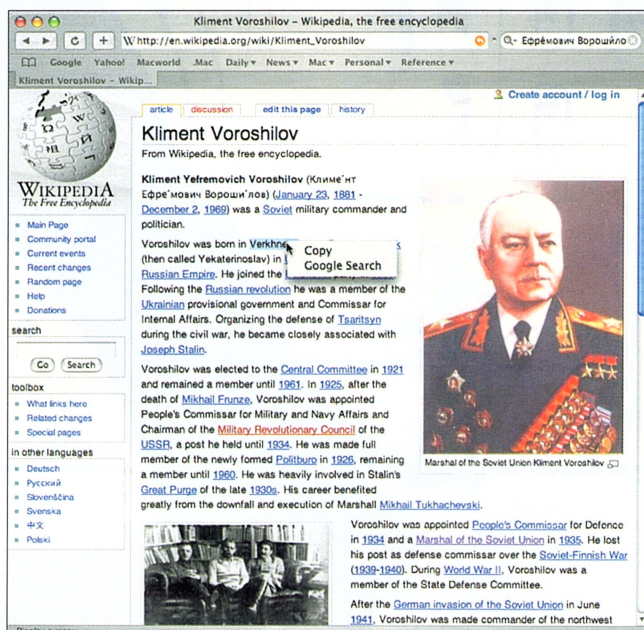 Kliment Voroshilov – Wikipedia, the free encyclopedia
http://en.wikipedia.org/wiki/Kliment_Voroshilov
Ефрéмович Ворошило
Google Yahoo! Macworld .Mac Daily News Mac Personal Reference
Kliment Voroshilov – Wikip...
Create account / log in
article discussion edit this page history
Kliment Voroshilov
From Wikipedia, the free encyclopedia.
Kliment Yefremovich Voroshilov (Климе´нт
Ефре´мович Вороши´лов) (January 23, 1881 -
December 2, 1969) was a Soviet military commander and
politician.
Voroshilov was born in Verkhne
(then called Yekaterinoslav) in
Russian Empire. He joined the
Following the Russian revolution he was a member of the
Ukrainian provisional government and Commissar for
Internal Affairs. Organizing the defense of Tsaritsyn
during the civil war, he became closely associated with
Joseph Stalin.
Copy
Google Search
Voroshilov was elected to the Central Committee in 1921
and remained a member until 1961. In 1925, after the
death of Mikhail Frunze, Voroshilov was appointed
People's Commissar for Military and Navy Affairs and
Chairman of the Military Revolutionary Council of the
USSR, a post he held until 1934. He was made full
member of the newly formed Politburo in 1926, remaining
a member until 1960. He was heavily involved in Stalin's
Great Purge of the late 1930s. His career benefited
greatly from the downfall and execution of Marshall Mikhail Tukhachevski.
Marshal of the Soviet Union Kliment Voroshilov
Voroshilov was appointed People's Commissar for Defence
in 1934 and a Marshal of the Soviet Union in 1935. He lost
his post as defense commissar over the Soviet-Finnish War
(1939-1940). During World War II, Voroshilov was a
member of the State Defense Committee.
After the German invasion of the Soviet Union in June
1941, Voroshilov was made commander of the northwest
WIKIPEDIA
The Free Encyclopedia
Main Page
Community portal
Current events
Recent changes
Random page
Help
Donations
search
Go Search
toolbox
What links here
Related changes
Special pages
in other languages
Deutsch
Русский
Slovenščina
Svenska
中文
Polski